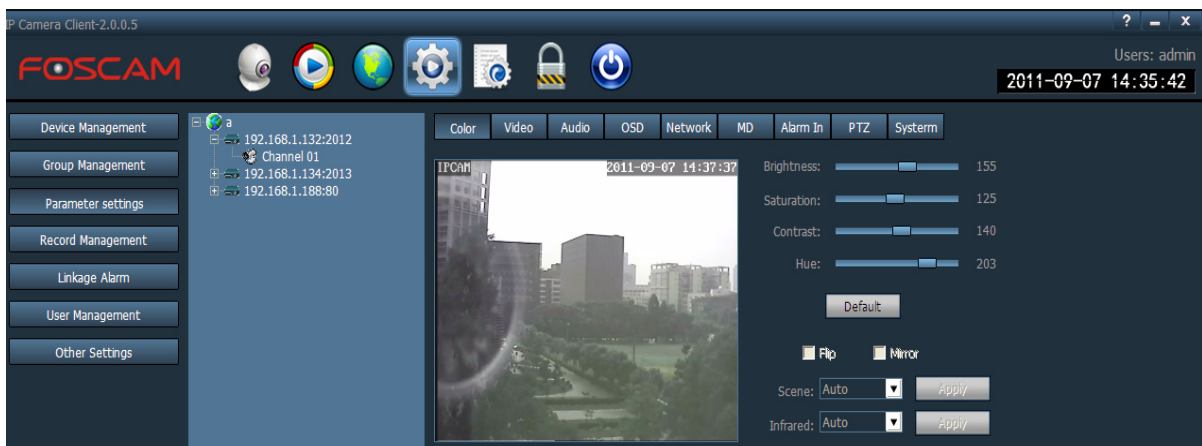 IP Camera Client-2.0.0.5
? – X
FOSCAM
Users: admin
2011-09-07 14:35:42
Device Management
Group Management
Parameter settings
Record Management
Linkage Alarm
User Management
Other Settings
a
192.168.1.132:2012
Channel 01
192.168.1.134:2013
192.168.1.188:80
Color Video Audio OSD Network MD Alarm In PTZ Systerm
IPCAM 2011-09-07 14:37:37
Brightness: 155
Saturation: 125
Contrast: 140
Hue: 203
Default
Flip Mirror
Scene: Auto Apply
Infrared: Auto Apply